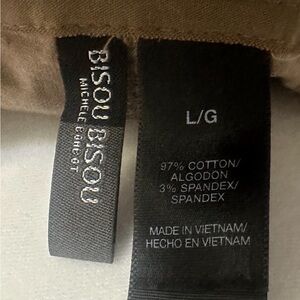 BISOU BISOU
MICHELE BOHBOT
L/G
97% COTTON/
ALGODON
3% SPANDEX/
SPANDEX
MADE IN VIETNAM/
HECHO EN VIETNAM